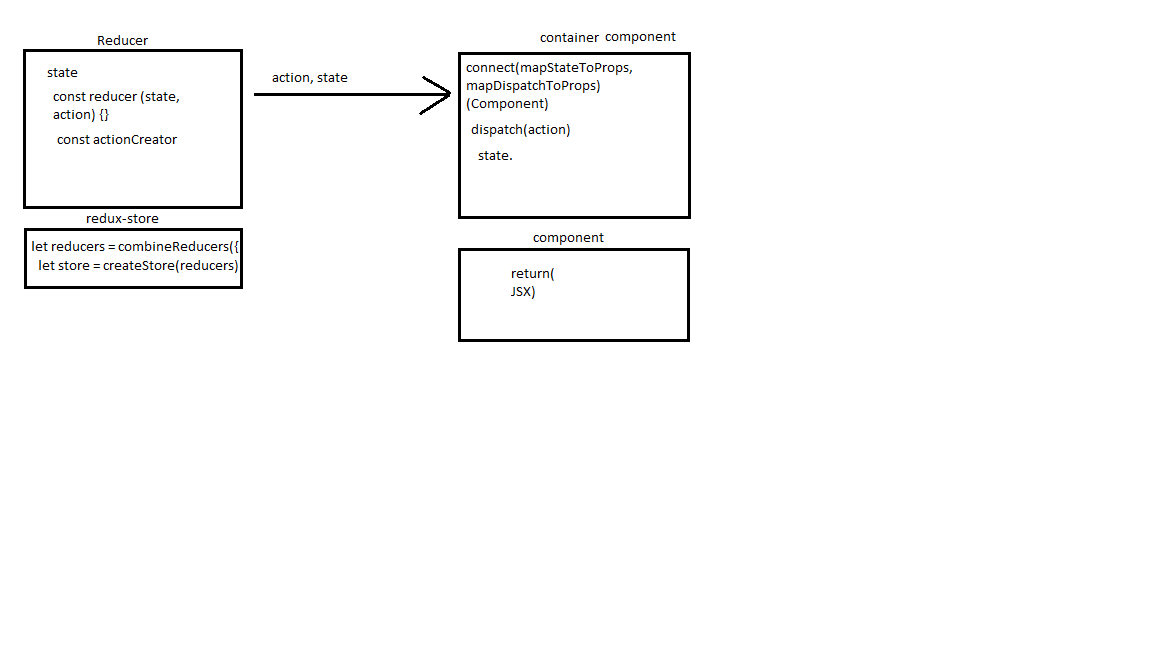 Reducer
state
const reducer (state,
action) {}
const actionCreator
redux-store
let reducers = combineReducers({
let store = createStore(reducers)
action, state
container component
connect(mapStateToProps,
mapDispatchToProps)
(Component)
dispatch(action)
state.
component
return(
JSX)